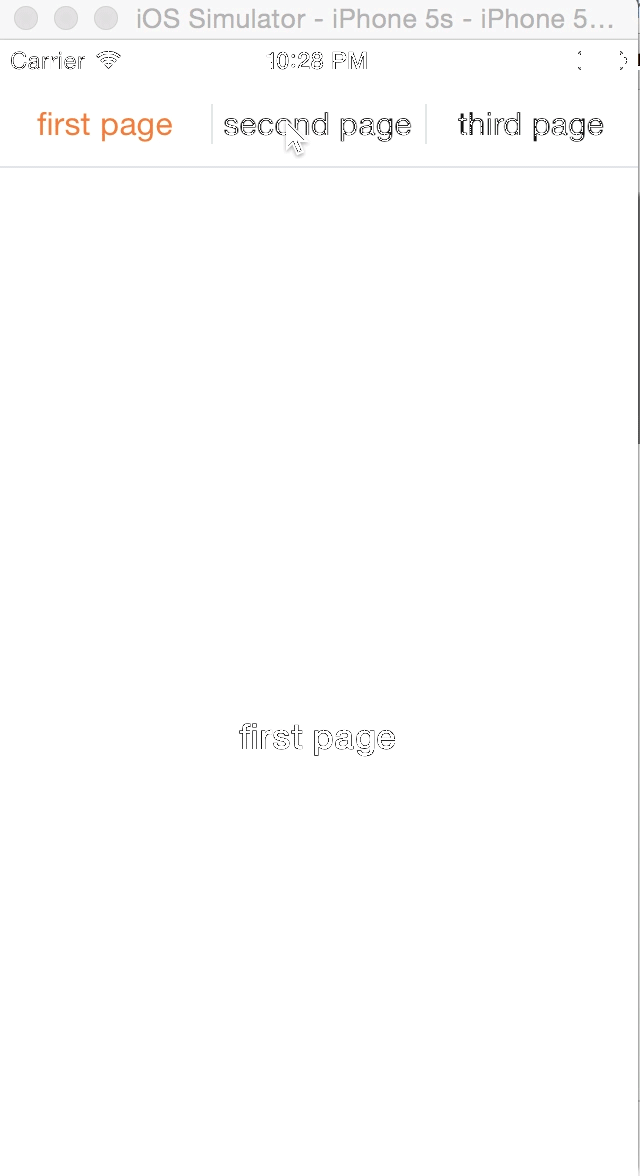 iOS Simulator - iPhone 5s - iPhone 5...
Carrier 10:28 PM
first page second page third page
first page